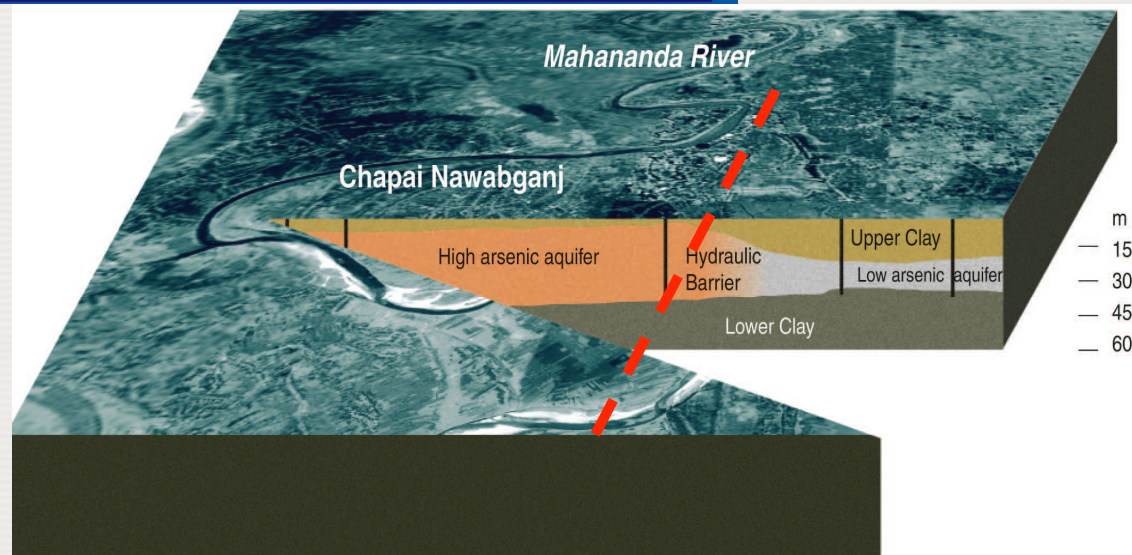 Mahananda River
Chapai Nawabganj
High arsenic aquifer
Hydraulic
Barrier
Upper Clay
Low arsenic aquifer
Lower Clay
m
15
30
45
60